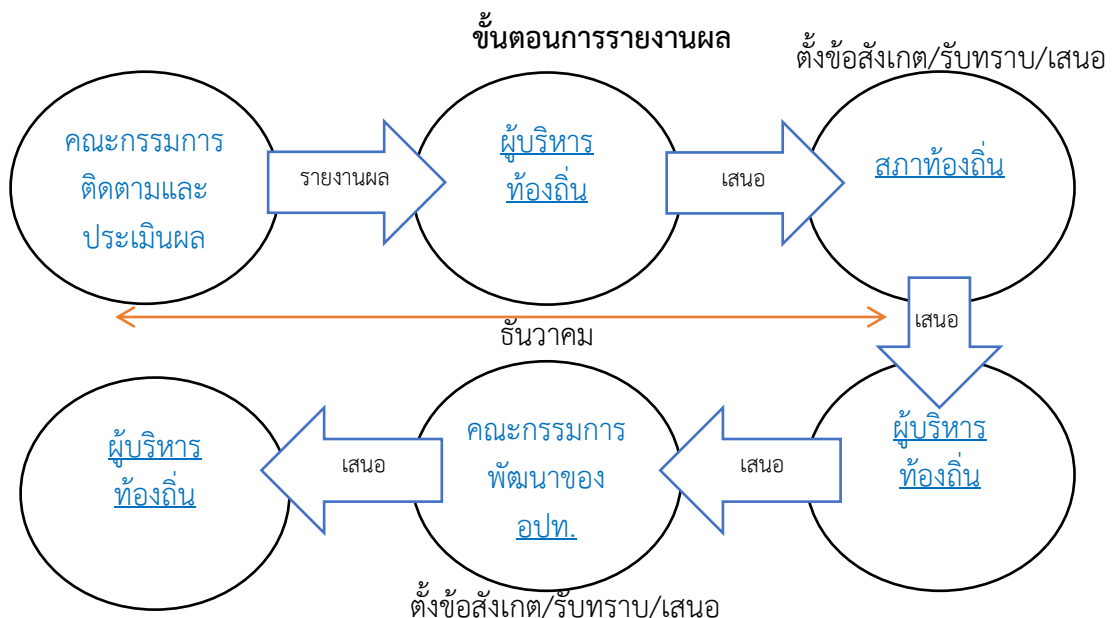 ขั้นตอนการรายงานผล
ตั้งข้อสังเกต/รับทราบ/เสนอ
คณะกรรมการ
ติดตามและ
ประเมินผล
รายงานผล
ผู้บริหาร
ท้องถิ่น
เสนอ
สภาท้องถิ่น
เสนอ
ธันวาคม
ผู้บริหาร
ท้องถิ่น
เสนอ
คณะกรรมการ
พัฒนาของ
อปท.
เสนอ
ผู้บริหาร
ท้องถิ่น
ตั้งข้อสังเกต/รับทราบ/เสนอ